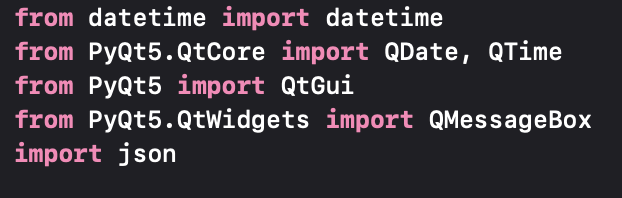 from datetime import datetime
from PyQt5.QtCore import QDate, QTime
from PyQt5 import QtGui
from PyQt5.QtWidgets import QMessageBox
import json